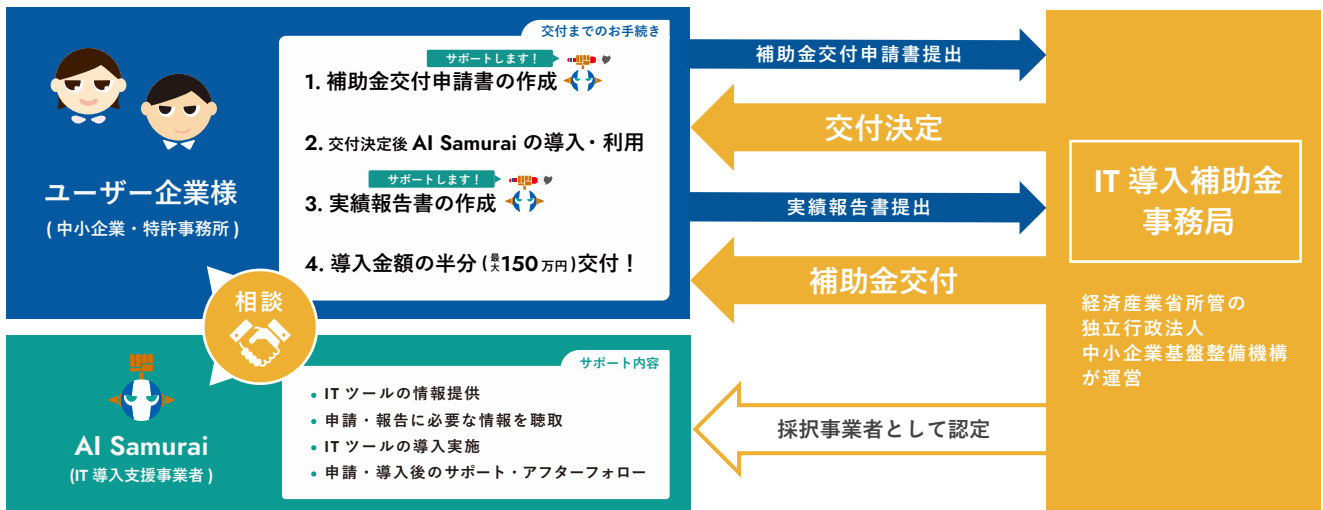 交付までのお手続き
サポートします！
1. 補助金交付申請書の作成
2. 交付決定後 AI Samurai の導入・利用
サポートします！
3. 実績報告書の作成
4. 導入金額の半分 (最大150万円)交付！
ユーザー企業様
(中小企業・特許事務所)
相談
サポート内容
• IT ツールの情報提供
• 申請・報告に必要な情報を聴取
• IT ツールの導入実施
• 申請・導入後のサポート・アフターフォロー
AI Samurai
(IT 導入支援事業者)
補助金交付申請書提出
交付決定
実績報告書提出
補助金交付
採択事業者として認定
IT 導入補助金
事務局
経済産業省所管の
独立行政法人
中小企業基盤整備機構
が運営